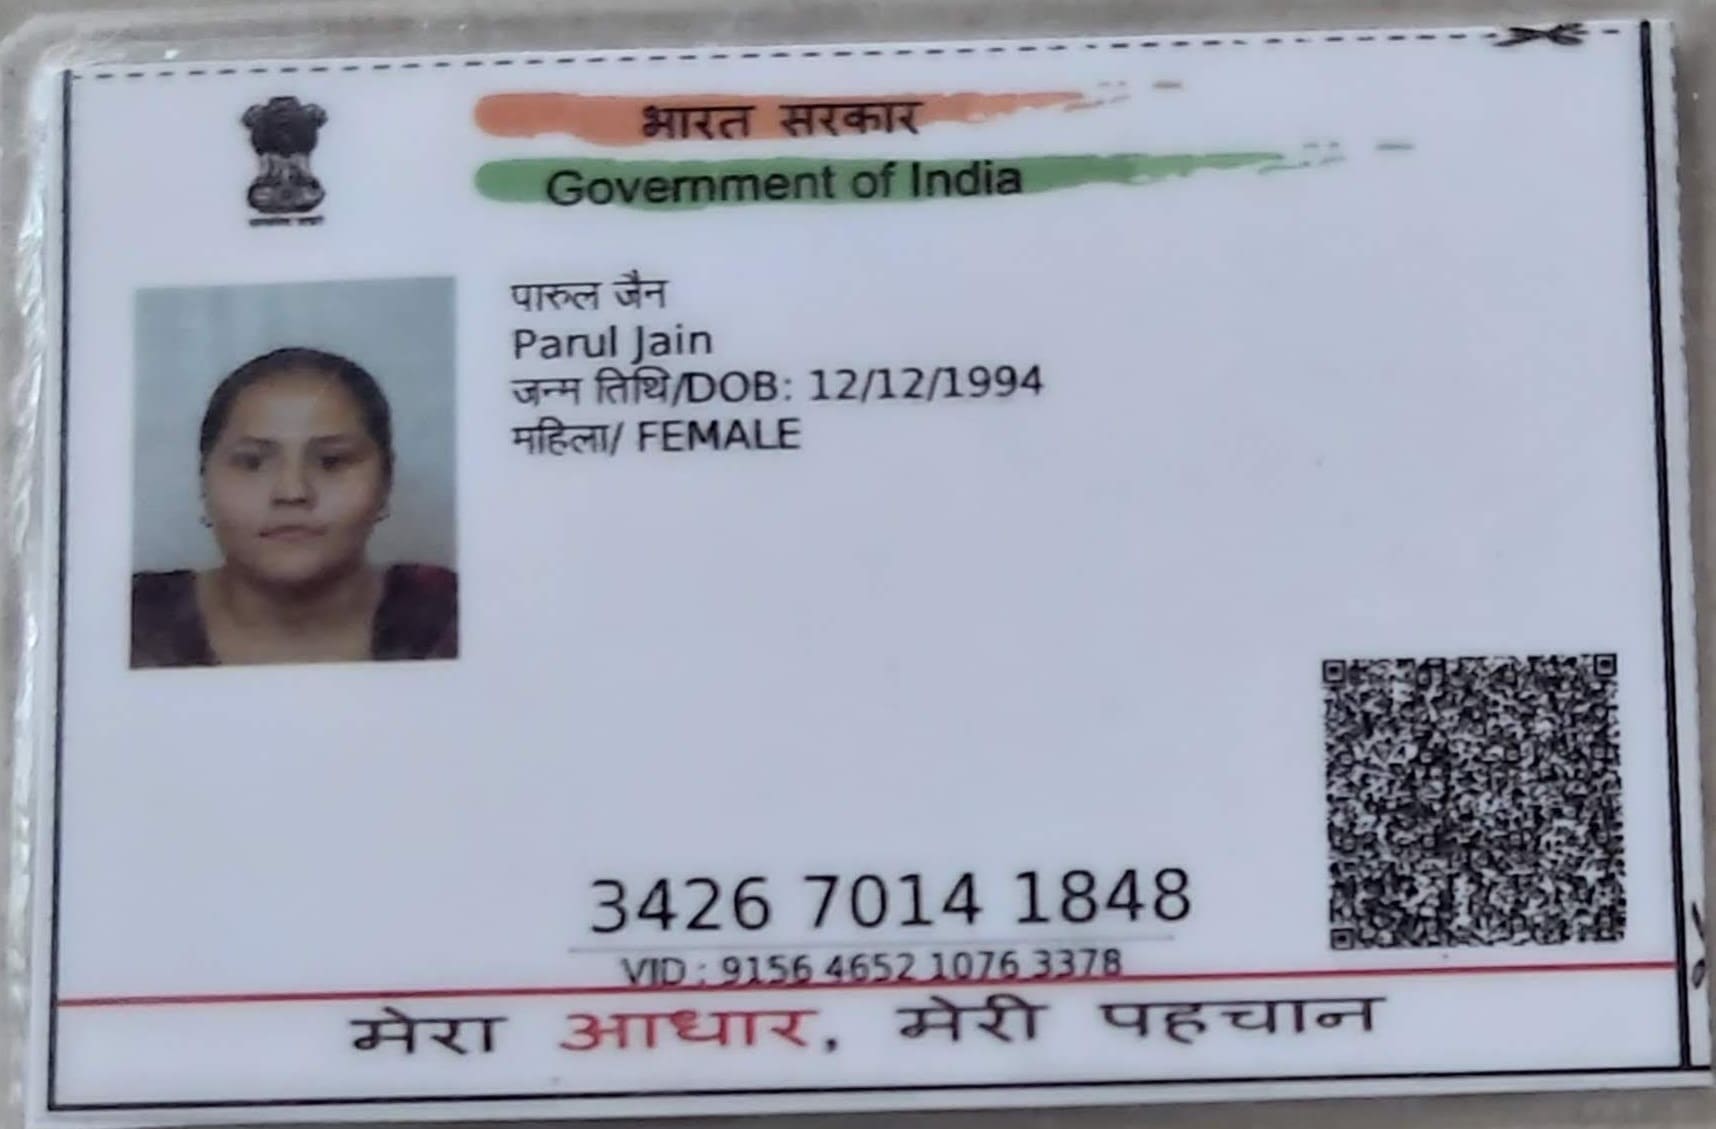 भारत सरकार
Government of India
पारुल जैन
Parul Jain
जन्म तिथि/DOB: 12/12/1994
महिला/ FEMALE
3426 7014 1848
VID : 9156 4652 1076 3378
मेरा आधार, मेरी पहचान